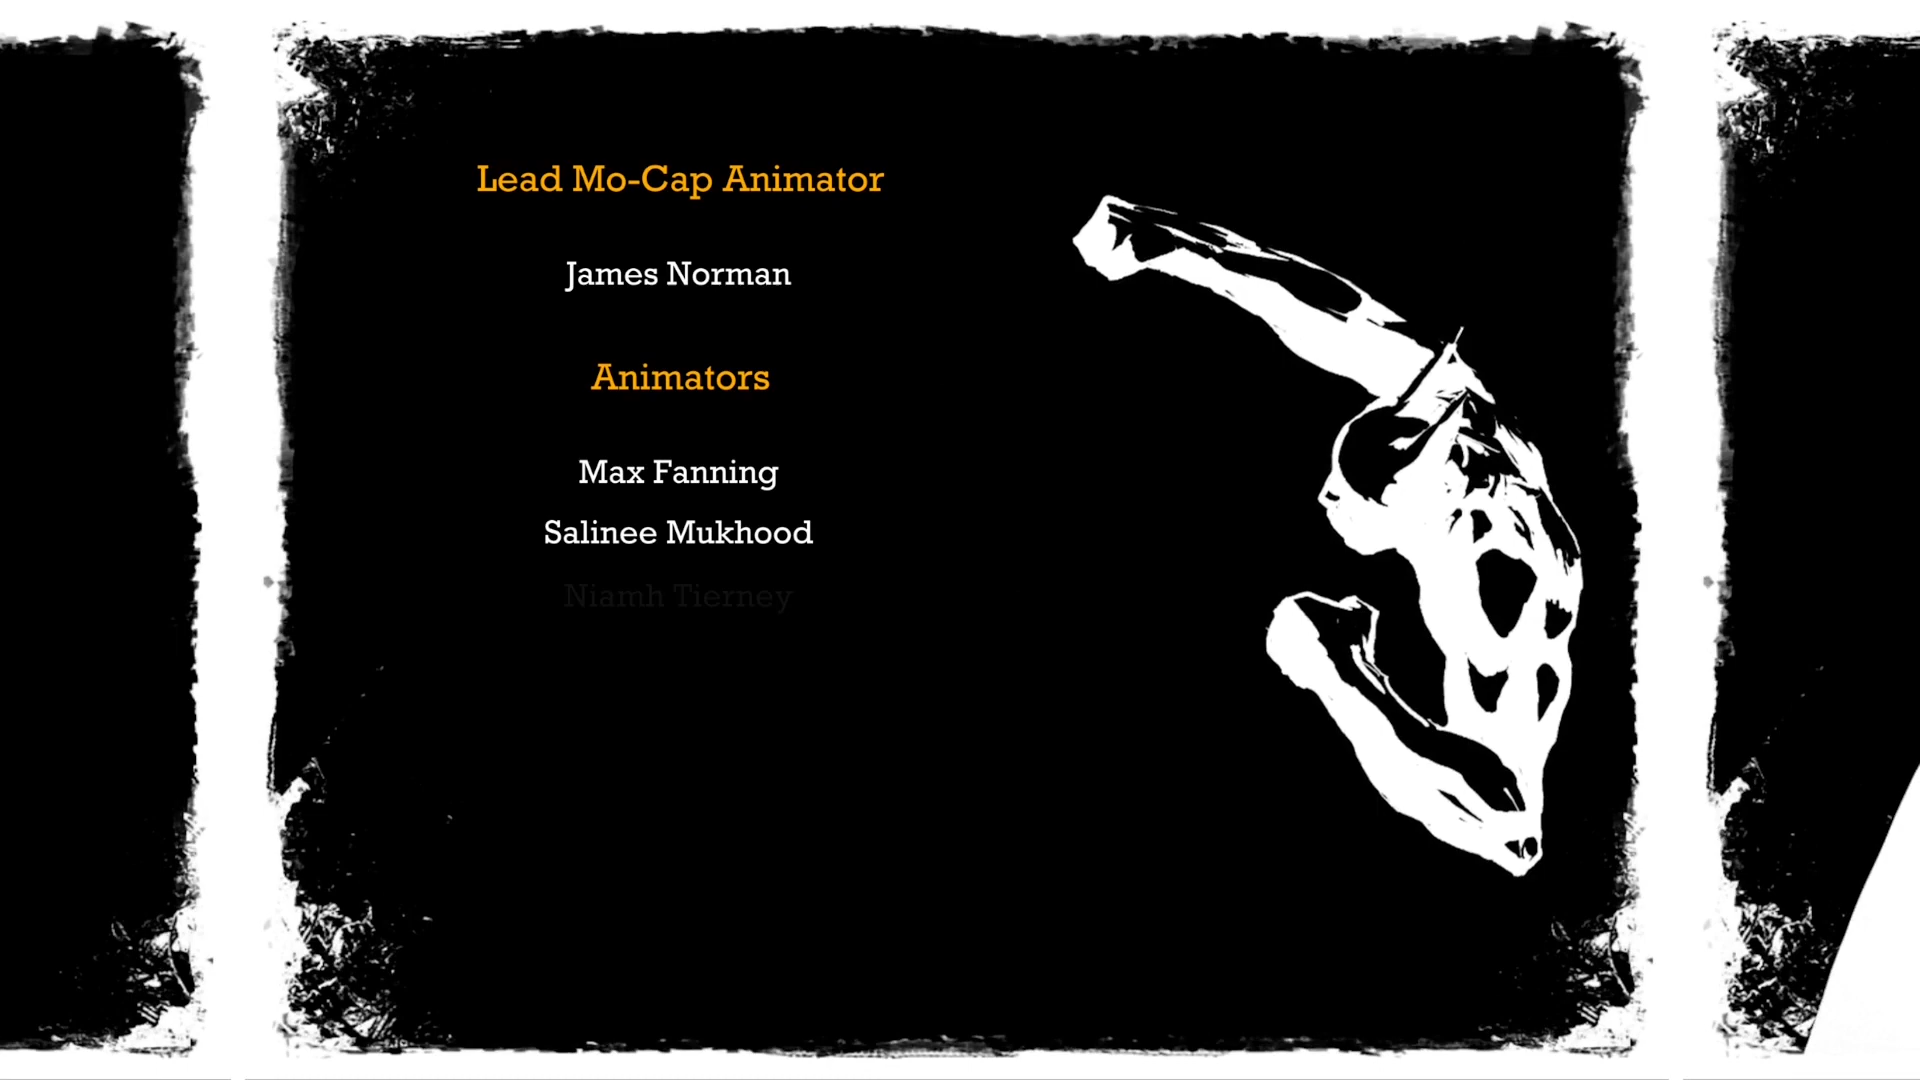 Lead Mo-Cap Animator
James Norman
Animators
Max Fanning
Salinee Mukhood
Niamh Tierney